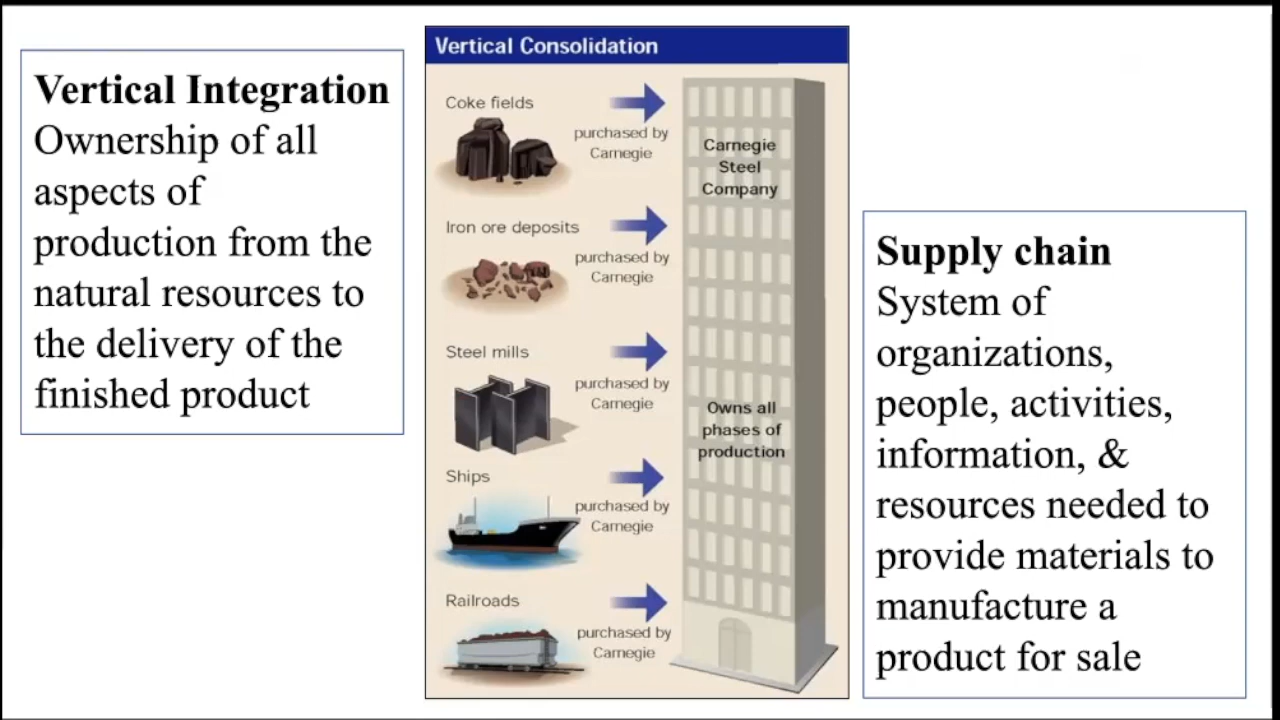 Vertical Integration
Ownership of all
aspects of
production from the
natural resources to
the delivery of the
finished product
Vertical Consolidation
Coke fields
purchased by
Carnegie
Iron ore deposits
purchased by
Carnegie
Steel mills
purchased by
Carnegie
Ships
purchased by
Carnegie
Railroads
purchased by
Carnegie
Carnegie
Steel
Company
Owns all
phases of
production
Supply chain
System of
organizations,
people, activities,
information, &
resources needed to
provide materials to
manufacture a
product for sale